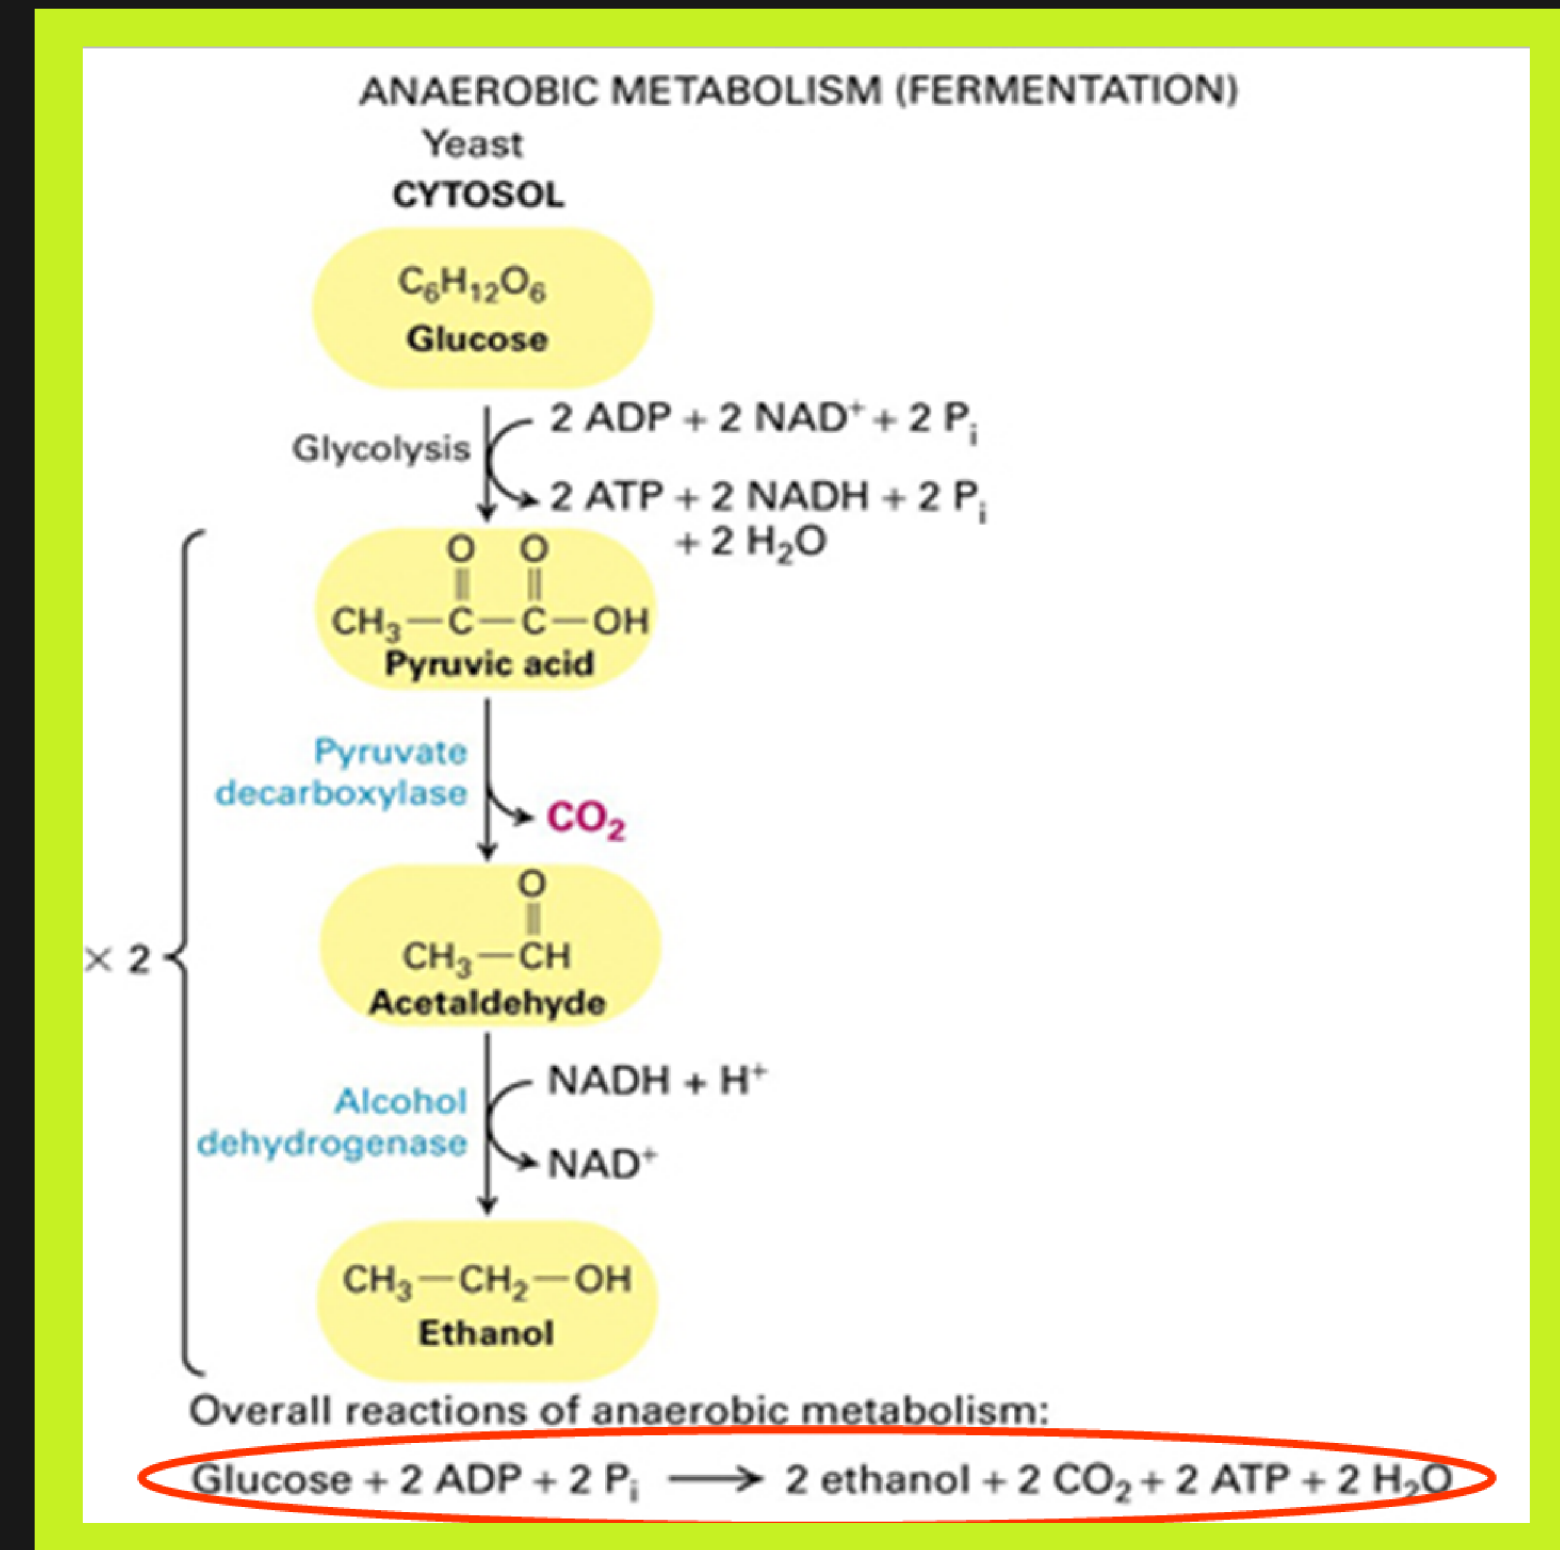 ANAEROBIC METABOLISM (FERMENTATION)
Yeast
CYTOSOL
C₆H₁₂O₆
Glucose
Glycolysis
2 ADP + 2 NAD⁺ + 2 Pᵢ
2 ATP + 2 NADH + 2 Pᵢ
+ 2 H₂O
O O
CH₃—C—C—OH
Pyruvic acid
Pyruvate
decarboxylase
CO₂
O
CH₃—CH
Acetaldehyde
× 2
Alcohol
dehydrogenase
NADH + H⁺
NAD⁺
CH₃—CH₂—OH
Ethanol
Overall reactions of anaerobic metabolism:
Glucose + 2 ADP + 2 Pᵢ ⟶ 2 ethanol + 2 CO₂ + 2 ATP + 2 H₂O